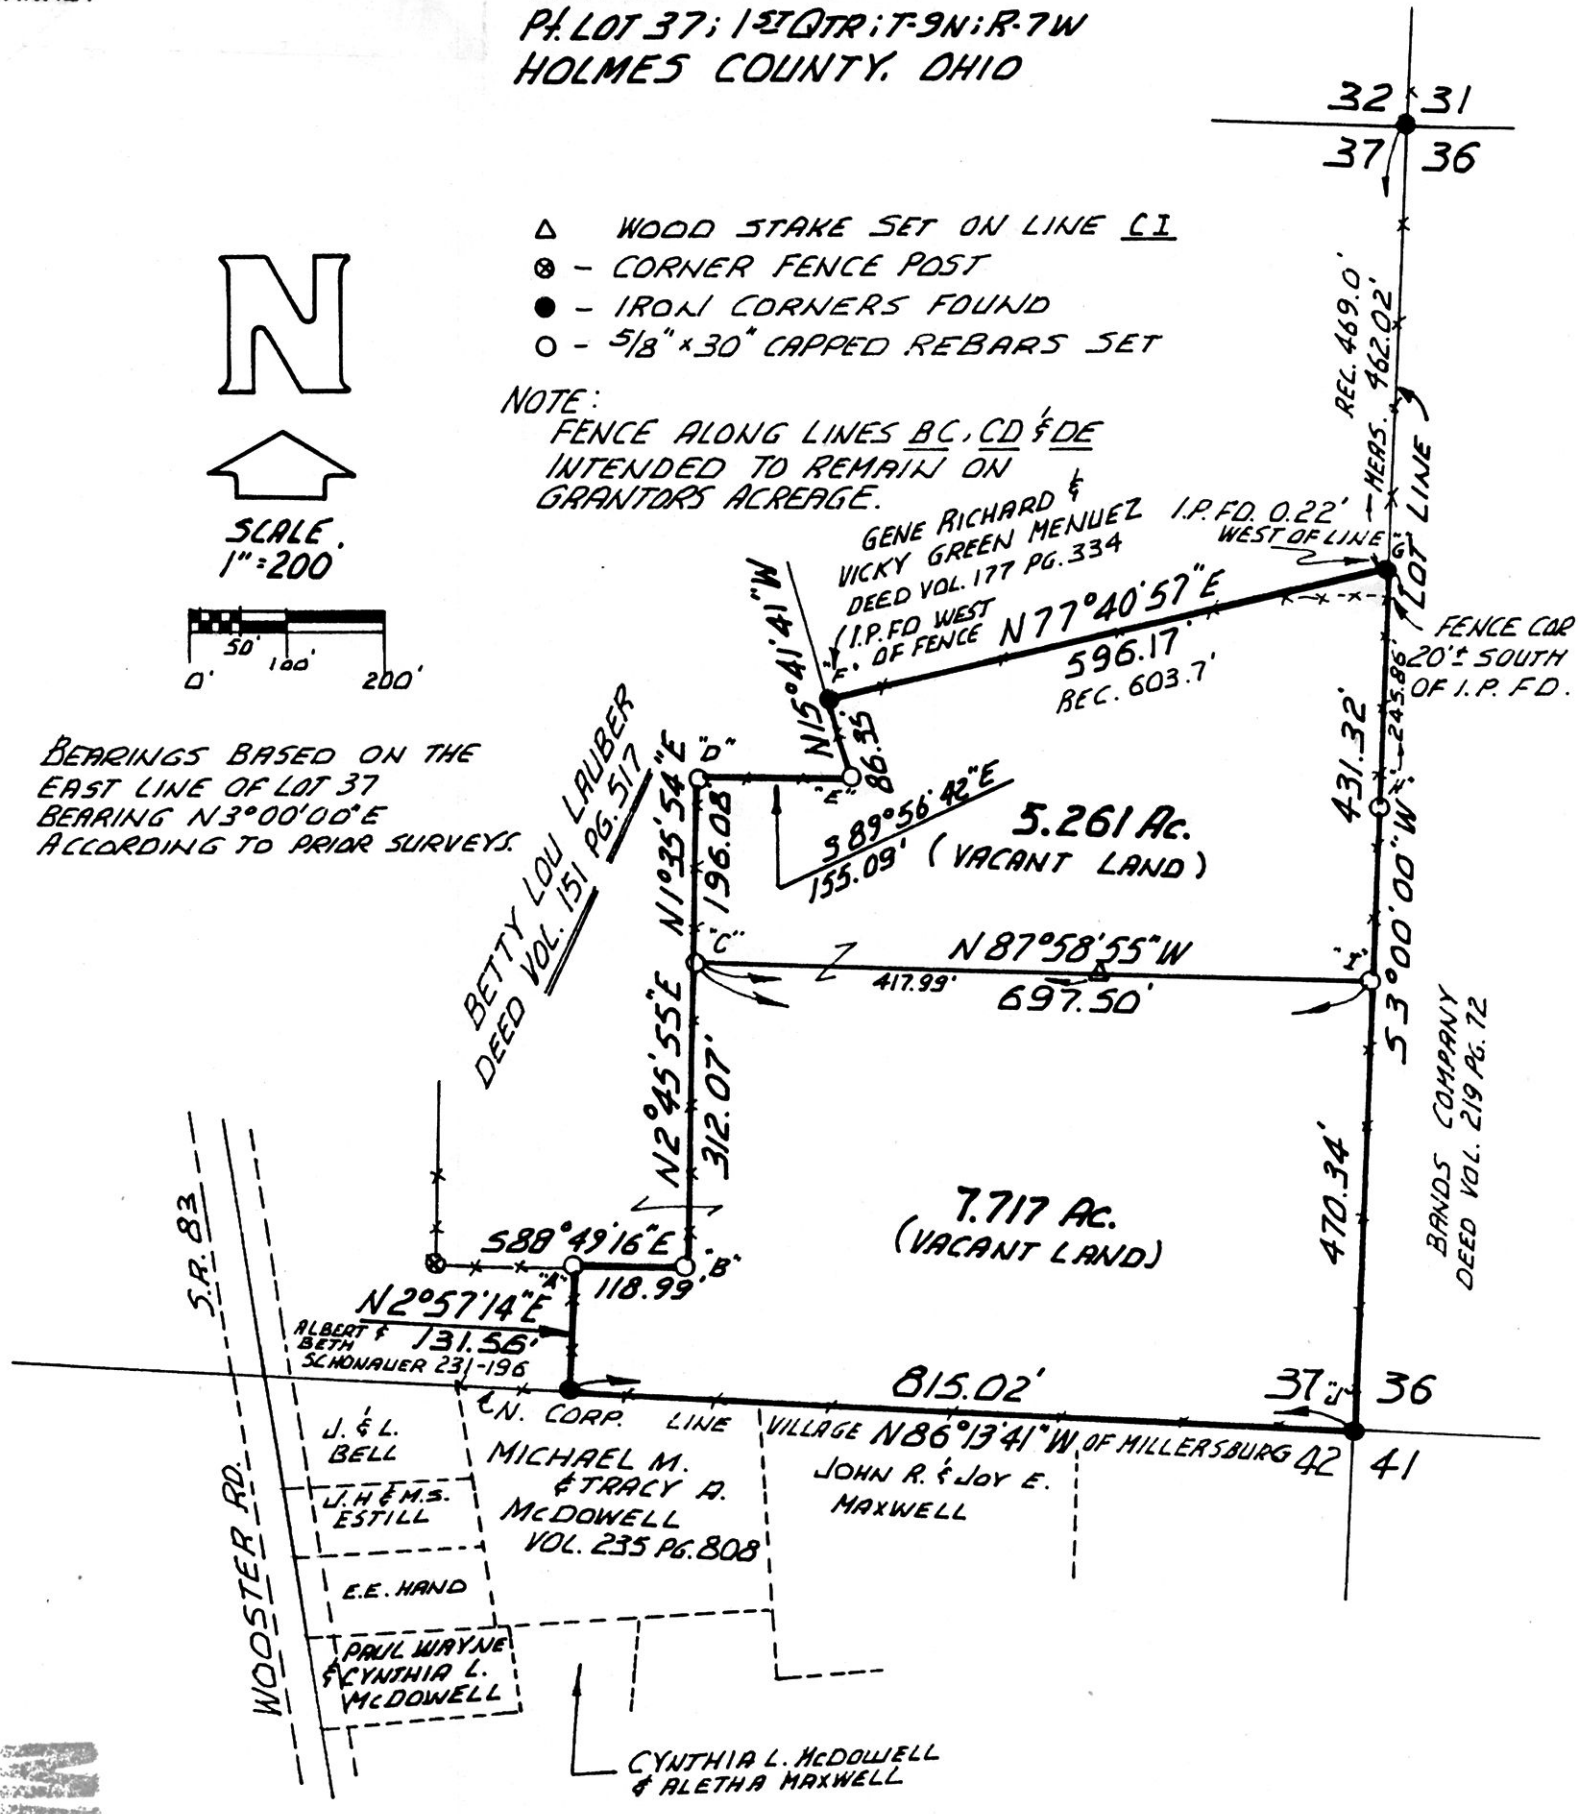 Pt. LOT 37; 1ST QTR; T-9N; R-7W
HOLMES COUNTY. OHIO
32 31
37 36
△ WOOD STAKE SET ON LINE CI
⊗ - CORNER FENCE POST
● - IRON CORNERS FOUND
○ - 5/8" x 30" CAPPED REBARS SET
NOTE:
FENCE ALONG LINES BC, CD & DE
INTENDED TO REMAIN ON
GRANTORS ACREAGE.
N
SCALE.
1"=200
50' 100'
0' 200'
BEARINGS BASED ON THE
EAST LINE OF LOT 37
BEARING N3°00'00"E
ACCORDING TO PRIOR SURVEYS.
REC. 469.0'
MEAS. 462.02'
LOT LINE
GENE RICHARD &
VICKY GREEN MENUEZ
DEED VOL. 177 PG. 334
I.P. FD. 0.22'
WEST OF LINE
"G"
I.P. FD WEST
OF FENCE
"F"
N77°40'57"E
596.17'
REC. 603.7'
FENCE COR
20'± SOUTH
OF I.P. FD.
N15°41'41"W
86.35'
"D"
"E"
S89°56'42"E
155.09'
5.261 Ac.
(VACANT LAND)
431.32'
245.86'
"H"
S3°00'00"W
BETTY LOU LAUBER
DEED VOL. 151 PG. 517
N1°35'54"E
196.08
"C"
N87°58'55"W
417.99'
697.50'
"I"
N2°45'55"E
312.07'
BANDS COMPANY
DEED VOL. 219 PG. 72
470.34'
7.717 Ac.
(VACANT LAND)
S88°49'16"E
"A"
118.99'
"B"
N2°57'14"E
131.56'
ALBERT &
BETH
SCHONAUER 231-196
S.R. 83
815.02'
37 "J" 36
N. CORP. LINE VILLAGE N86°13'41"W OF MILLERSBURG 42 41
J. & L.
BELL
MICHAEL M.
& TRACY A.
McDOWELL
VOL. 235 PG. 808
JOHN R. & JOY E.
MAXWELL
J.H & M.S.
ESTILL
E.E. HAND
WOOSTER RD.
PAUL WAYNE
& CYNTHIA L.
McDOWELL
CYNTHIA L. McDOWELL
& ALETHA MAXWELL